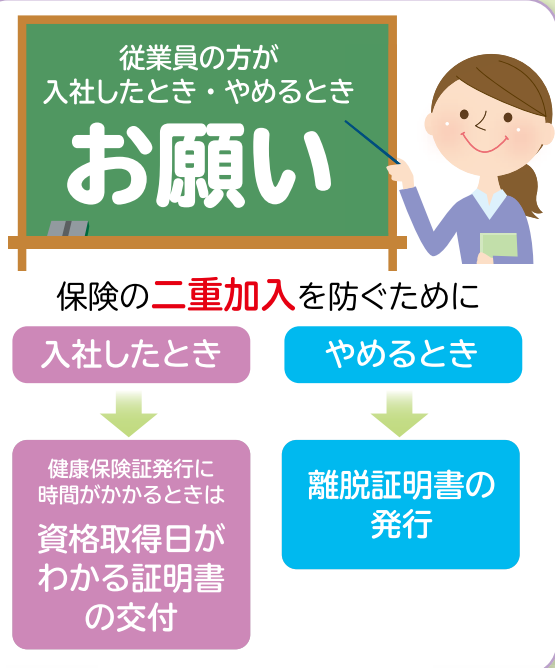 従業員の方が
入社したとき・やめるとき
お願い
保険の二重加入を防ぐために
入社したとき
やめるとき
健康保険証発行に
時間がかかるときは
資格取得日が
わかる証明書
の交付
離脱証明書の
発行